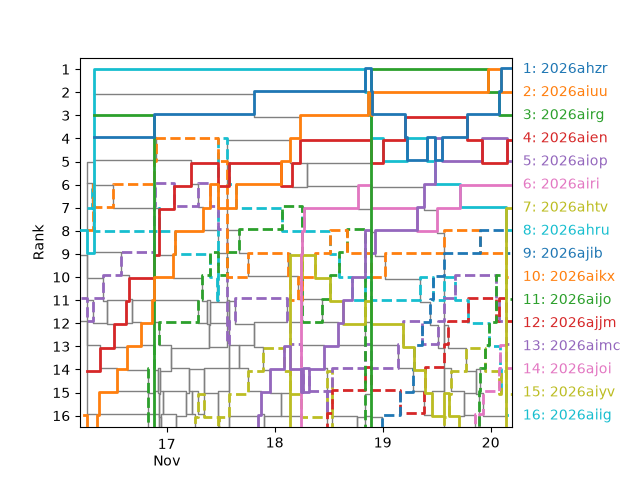 1
2
3
4
5
6
7
8
9
10
11
12
13
14
15
16
Rank
17
18
19
20
Nov
1: 2026ahzr
2: 2026aiuu
3: 2026airg
4: 2026aien
5: 2026aiop
6: 2026airi
7: 2026ahtv
8: 2026ahru
9: 2026ajib
10: 2026aikx
11: 2026aijo
12: 2026ajjm
13: 2026aimc
14: 2026ajoi
15: 2026aiyv
16: 2026aiig